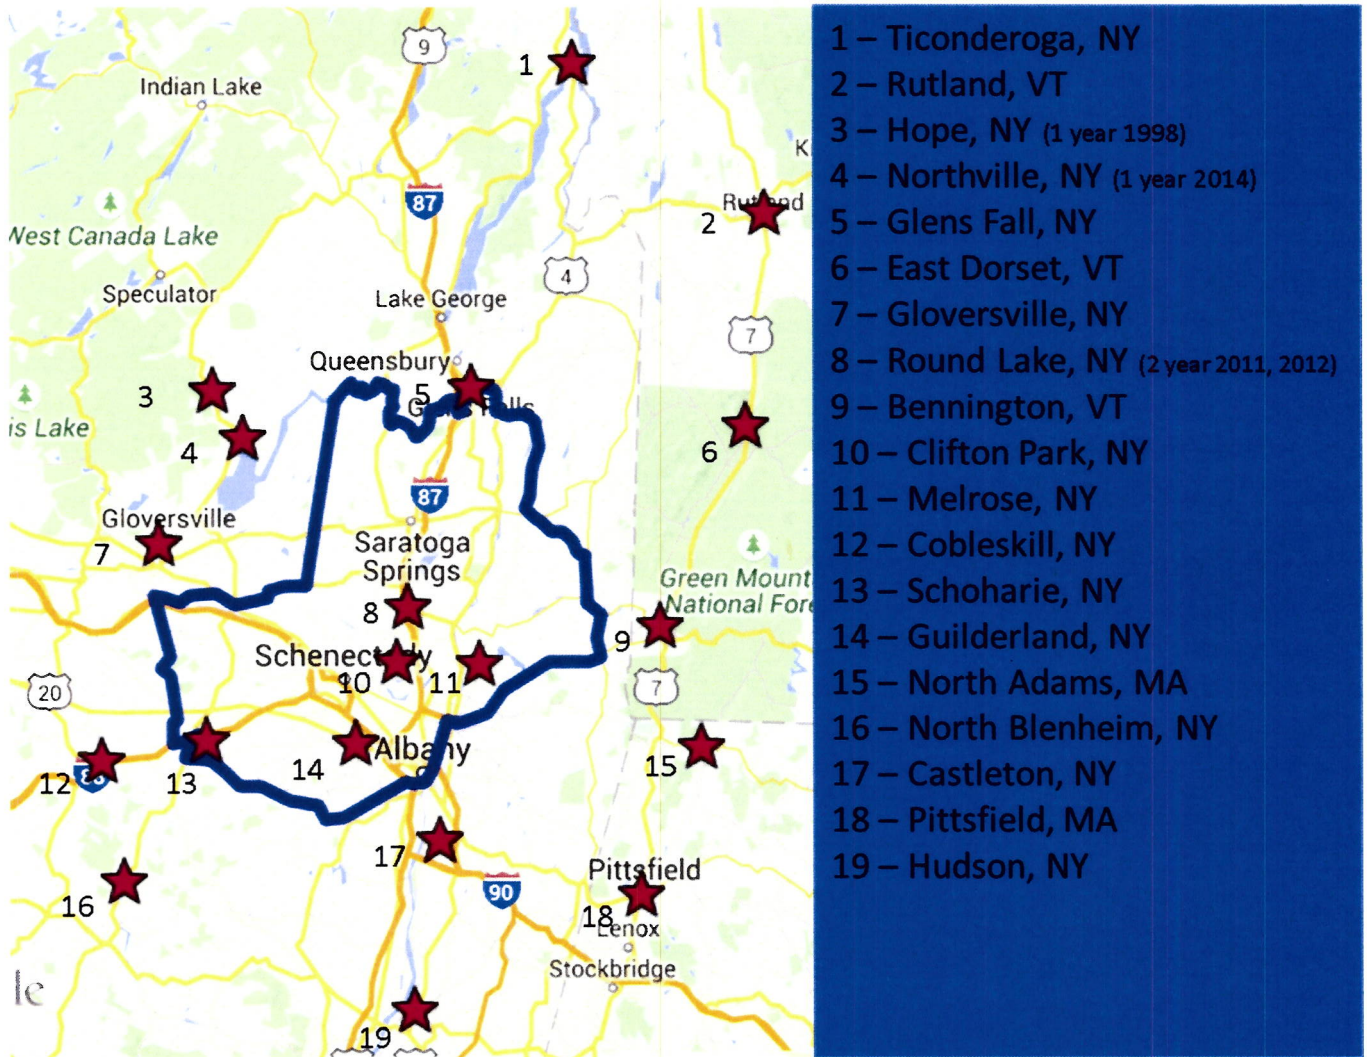 9
1
Indian Lake
K
87
Rutland
2
West Canada Lake
4
Speculator
Lake George
7
Queensbury
3
5
Glens Falls
is Lake
4
6
87
Gloversville
7
Saratoga
Springs
Green Mount
National Fore
8
9
Schenectady
10
11
20
7
Albany
12
13
14
15
17
Pittsfield
90
16
18
Lenox
Stockbridge
le
19
1 – Ticonderoga, NY
2 – Rutland, VT
3 – Hope, NY (1 year 1998)
4 – Northville, NY (1 year 2014)
5 – Glens Fall, NY
6 – East Dorset, VT
7 – Gloversville, NY
8 – Round Lake, NY (2 year 2011, 2012)
9 – Bennington, VT
10 – Clifton Park, NY
11 – Melrose, NY
12 – Cobleskill, NY
13 – Schoharie, NY
14 – Guilderland, NY
15 – North Adams, MA
16 – North Blenheim, NY
17 – Castleton, NY
18 – Pittsfield, MA
19 – Hudson, NY